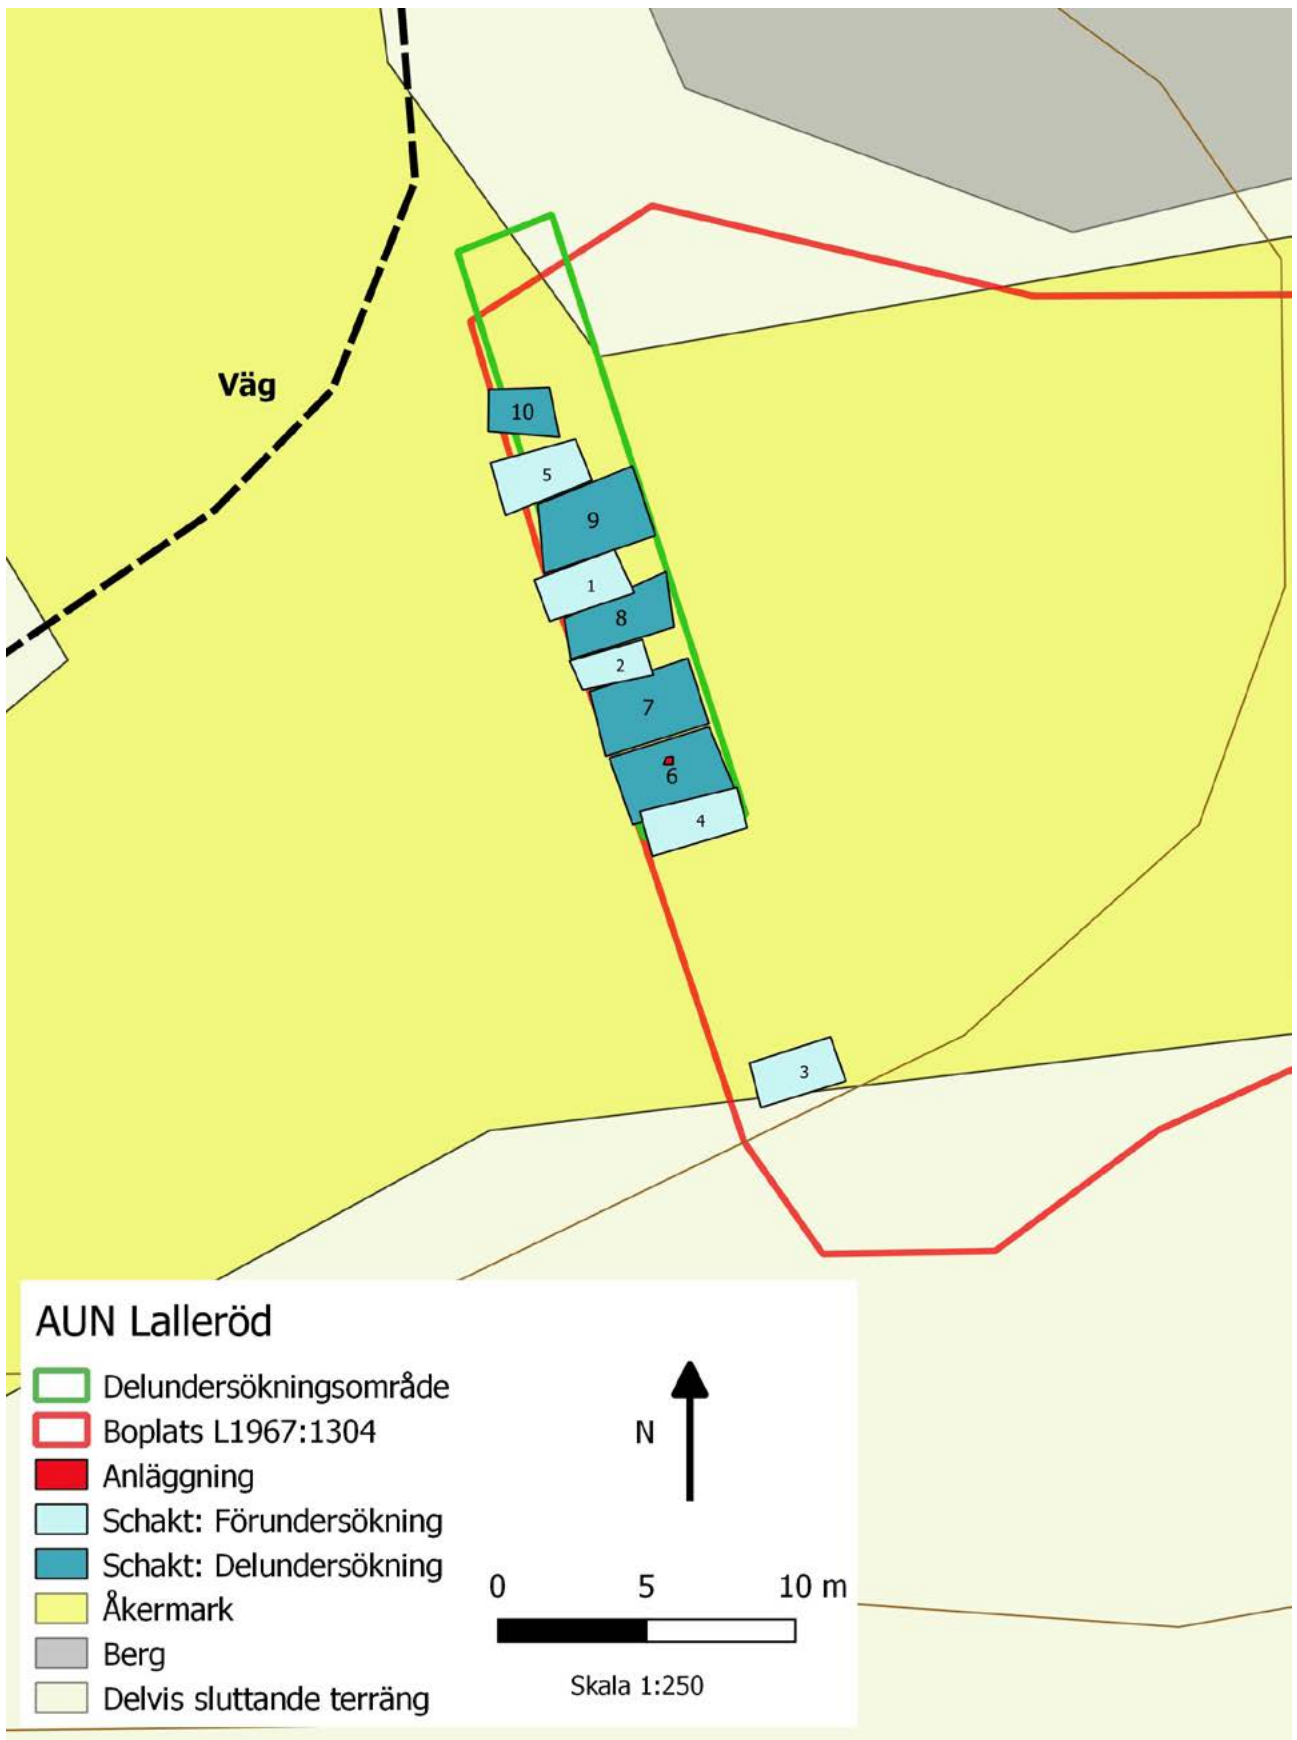 Väg
10
5
9
1
8
2
7
6
4
3
AUN Lalleröd
Delundersökningsområde
Boplats L1967:1304
Anläggning
Schakt: Förundersökning
Schakt: Delundersökning
Åkermark
Berg
Delvis sluttande terräng
N
0 5 10 m
Skala 1:250